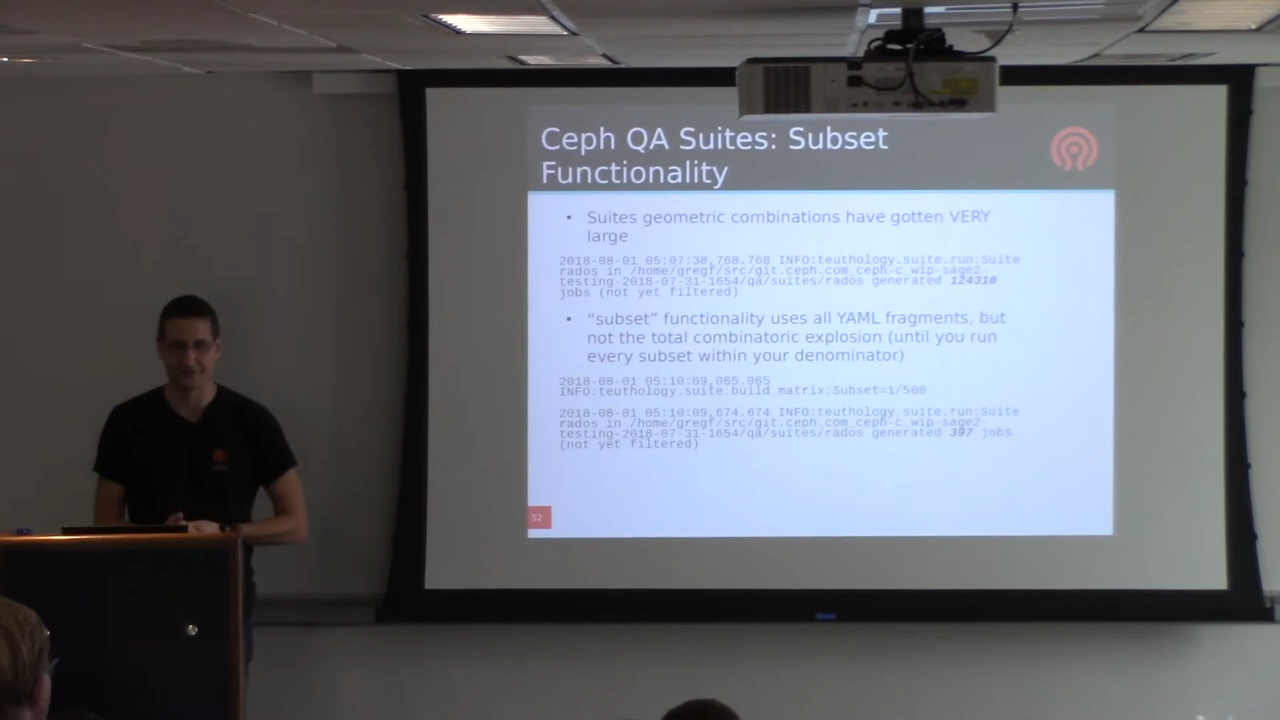 Ceph QA Suites: Subset
Functionality
• Suites geometric combinations have gotten VERY
large
2018-08-01 05:07:38,768.768 INFO:teuthology.suite.run:Suite
rados in /home/gregf/src/git.ceph.com_ceph-c_wip-sage2-
testing-2018-07-31-1654/qa/suites/rados generated 124310
jobs (not yet filtered)
• “subset” functionality uses all YAML fragments, but
not the total combinatoric explosion (until you run
every subset within your denominator)
2018-08-01 05:10:09,065.065
INFO:teuthology.suite.build_matrix:Subset=1/500
2018-08-01 05:10:09,674.674 INFO:teuthology.suite.run:Suite
rados in /home/gregf/src/git.ceph.com_ceph-c_wip-sage2-
testing-2018-07-31-1654/qa/suites/rados generated 397 jobs
(not yet filtered)
52